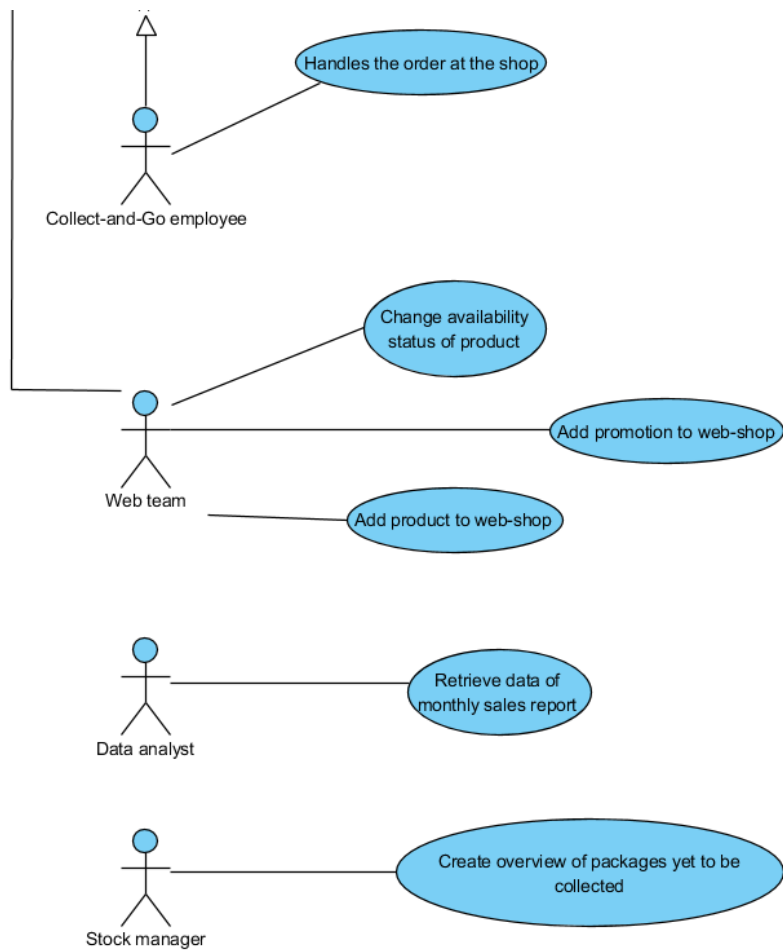 Handles the order at the shop
Collect-and-Go employee
Change availability
status of product
Add promotion to web-shop
Web team
Add product to web-shop
Retrieve data of
monthly sales report
Data analyst
Create overview of packages yet to be
collected
Stock manager